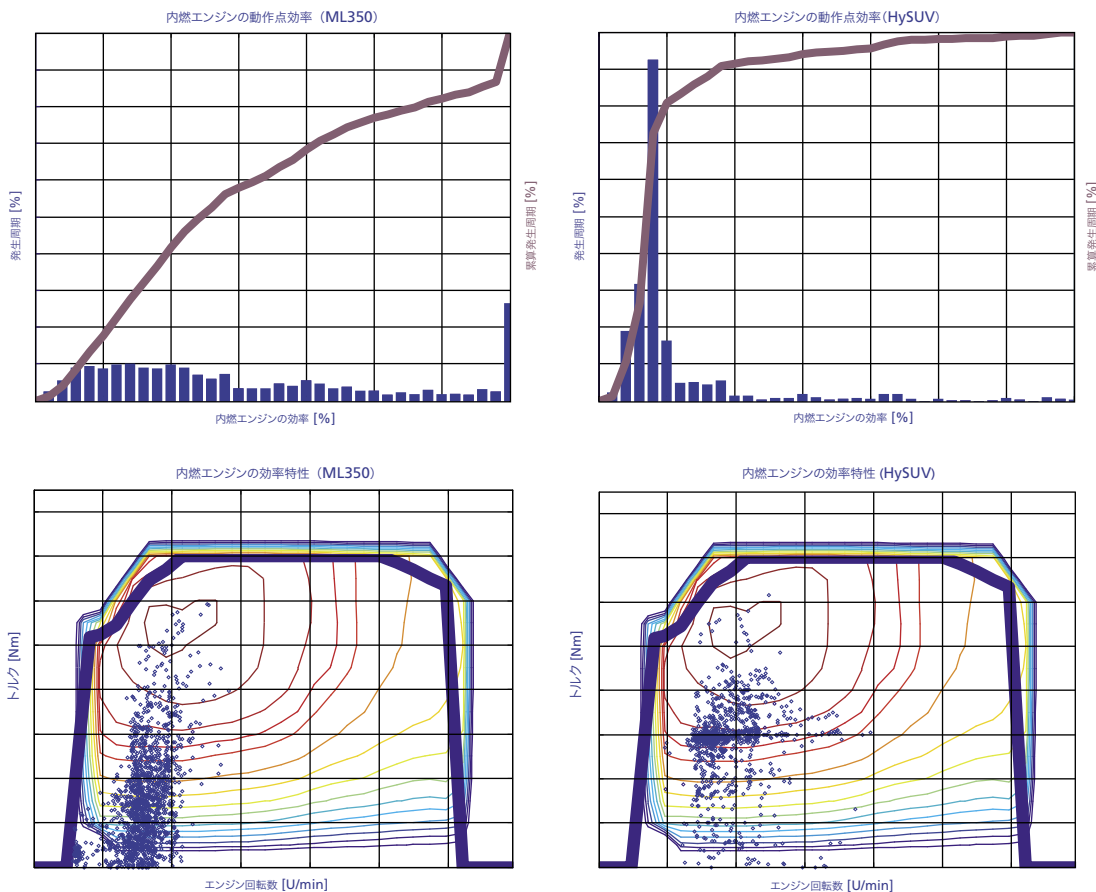 内燃エンジンの動作点効率（ML350）
内燃エンジンの動作点効率(HySUV)
発生周期 [%]
累算発生周期 [%]
発生周期 [%]
累算発生周期 [%]
内燃エンジンの効率 [%]
内燃エンジンの効率 [%]
内燃エンジンの効率特性（ML350）
内燃エンジンの効率特性 (HySUV)
トルク [Nm]
トルク [Nm]
エンジン回転数 [U/min]
エンジン回転数 [U/min]